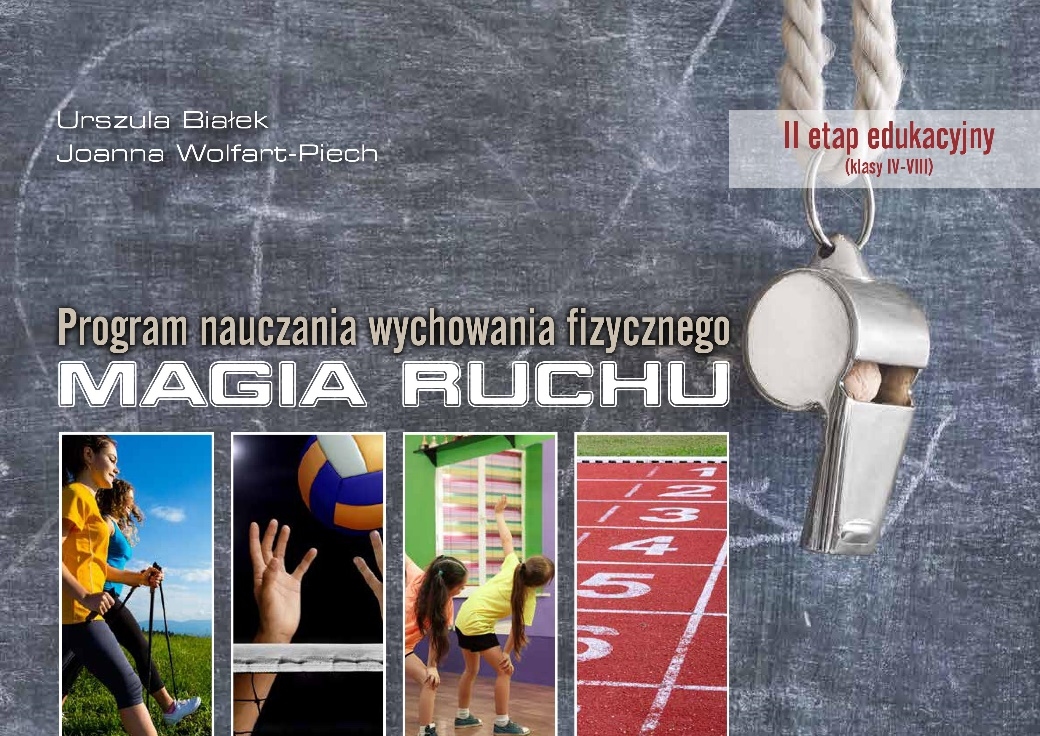 Urszula Białek
Joanna Wolfart-Piech
II etap edukacyjny
(klasy IV-VIII)
Program nauczania wychowania fizycznego
MAGIA RUCHU
1
2
3
4
5
6